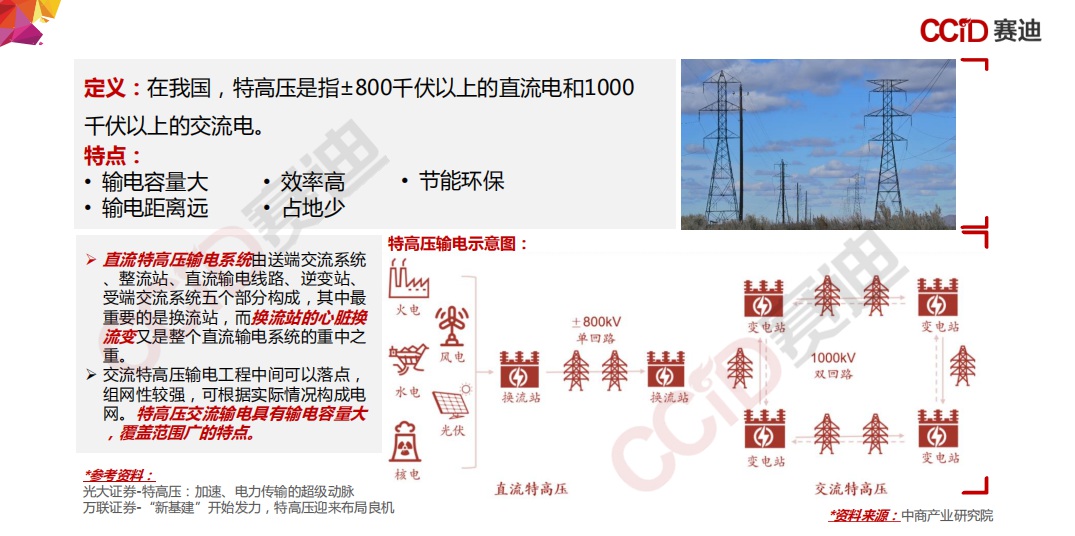 CCiD 赛迪
定义：在我国，特高压是指±800千伏以上的直流电和1000
千伏以上的交流电。
特点：
• 输电容量大 • 效率高 • 节能环保
• 输电距离远 • 占地少
➢ 直流特高压输电系统由送端交流系统
、整流站、直流输电线路、逆变站、
受端交流系统五个部分构成，其中最
重要的是换流站，而换流站的心脏换
流变又是整个直流输电系统的重中之
重。
➢ 交流特高压输电工程中间可以落点，
组网性较强，可根据实际情况构成电
网。特高压交流输电具有输电容量大
，覆盖范围广的特点。
特高压输电示意图：
火电
风电
水电
光伏
核电
换流站
±800kV
单回路
换流站
直流特高压
变电站
变电站
1000kV
双回路
变电站
变电站
交流特高压
*参考资料：
光大证券-特高压：加速、电力传输的超级动脉
万联证券-“新基建”开始发力，特高压迎来布局良机
*资料来源：中商产业研究院
CCiD 赛迪
CCiD 赛迪